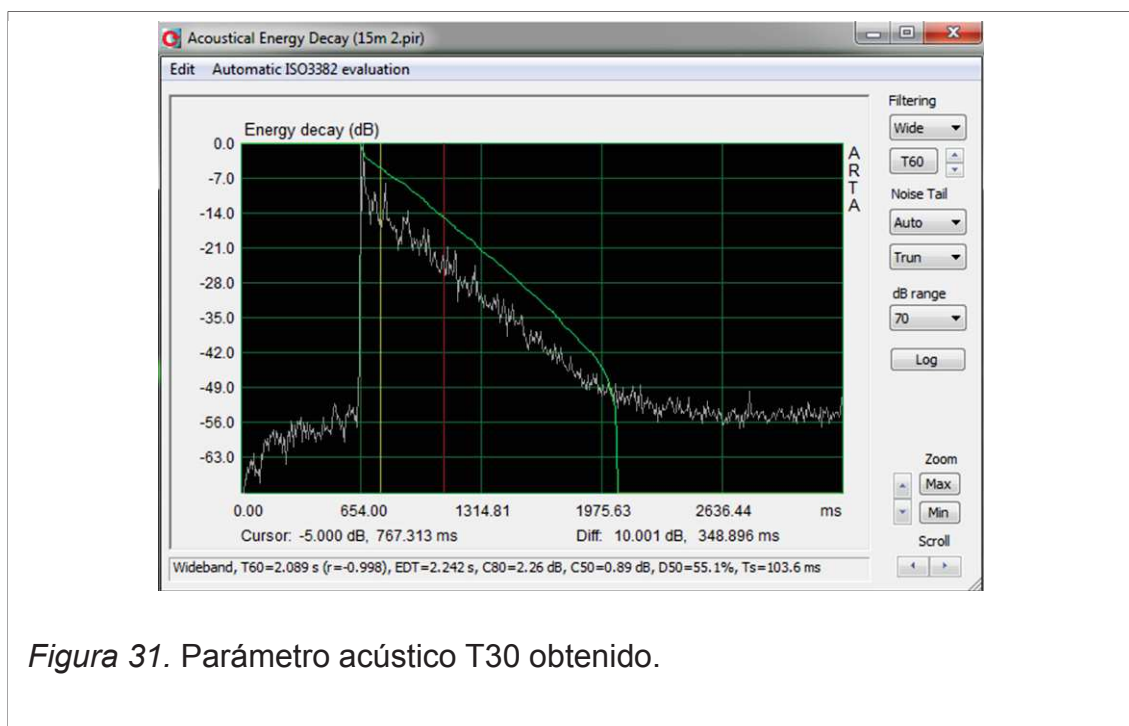 Acoustical Energy Decay (15m 2.pir)
Edit Automatic ISO3382 evaluation
Energy decay (dB)
0.0
-7.0
-14.0
-21.0
-28.0
-35.0
-42.0
-49.0
-56.0
-63.0
A
R
T
A
0.00 654.00 1314.81 1975.63 2636.44 ms
Cursor: -5.000 dB, 767.313 ms Diff: 10.001 dB, 348.896 ms
Filtering
Wide
T60
Noise Tail
Auto
Trun
dB range
70
Log
Zoom
Max
Min
Scroll
Wideband, T60=2.089 s (r=-0.998), EDT=2.242 s, C80=2.26 dB, C50=0.89 dB, D50=55.1%, Ts=103.6 ms
Figura 31. Parámetro acústico T30 obtenido.